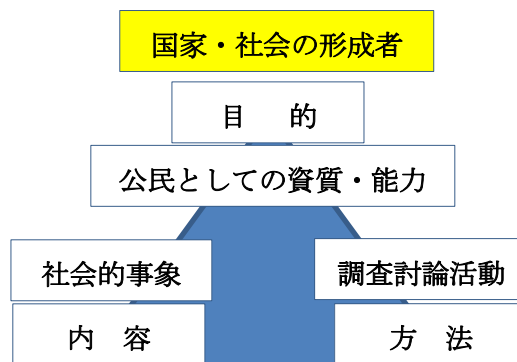 国家・社会の形成者
目 的
公民としての資質・能力
社会的事象
調査討論活動
内 容
方 法